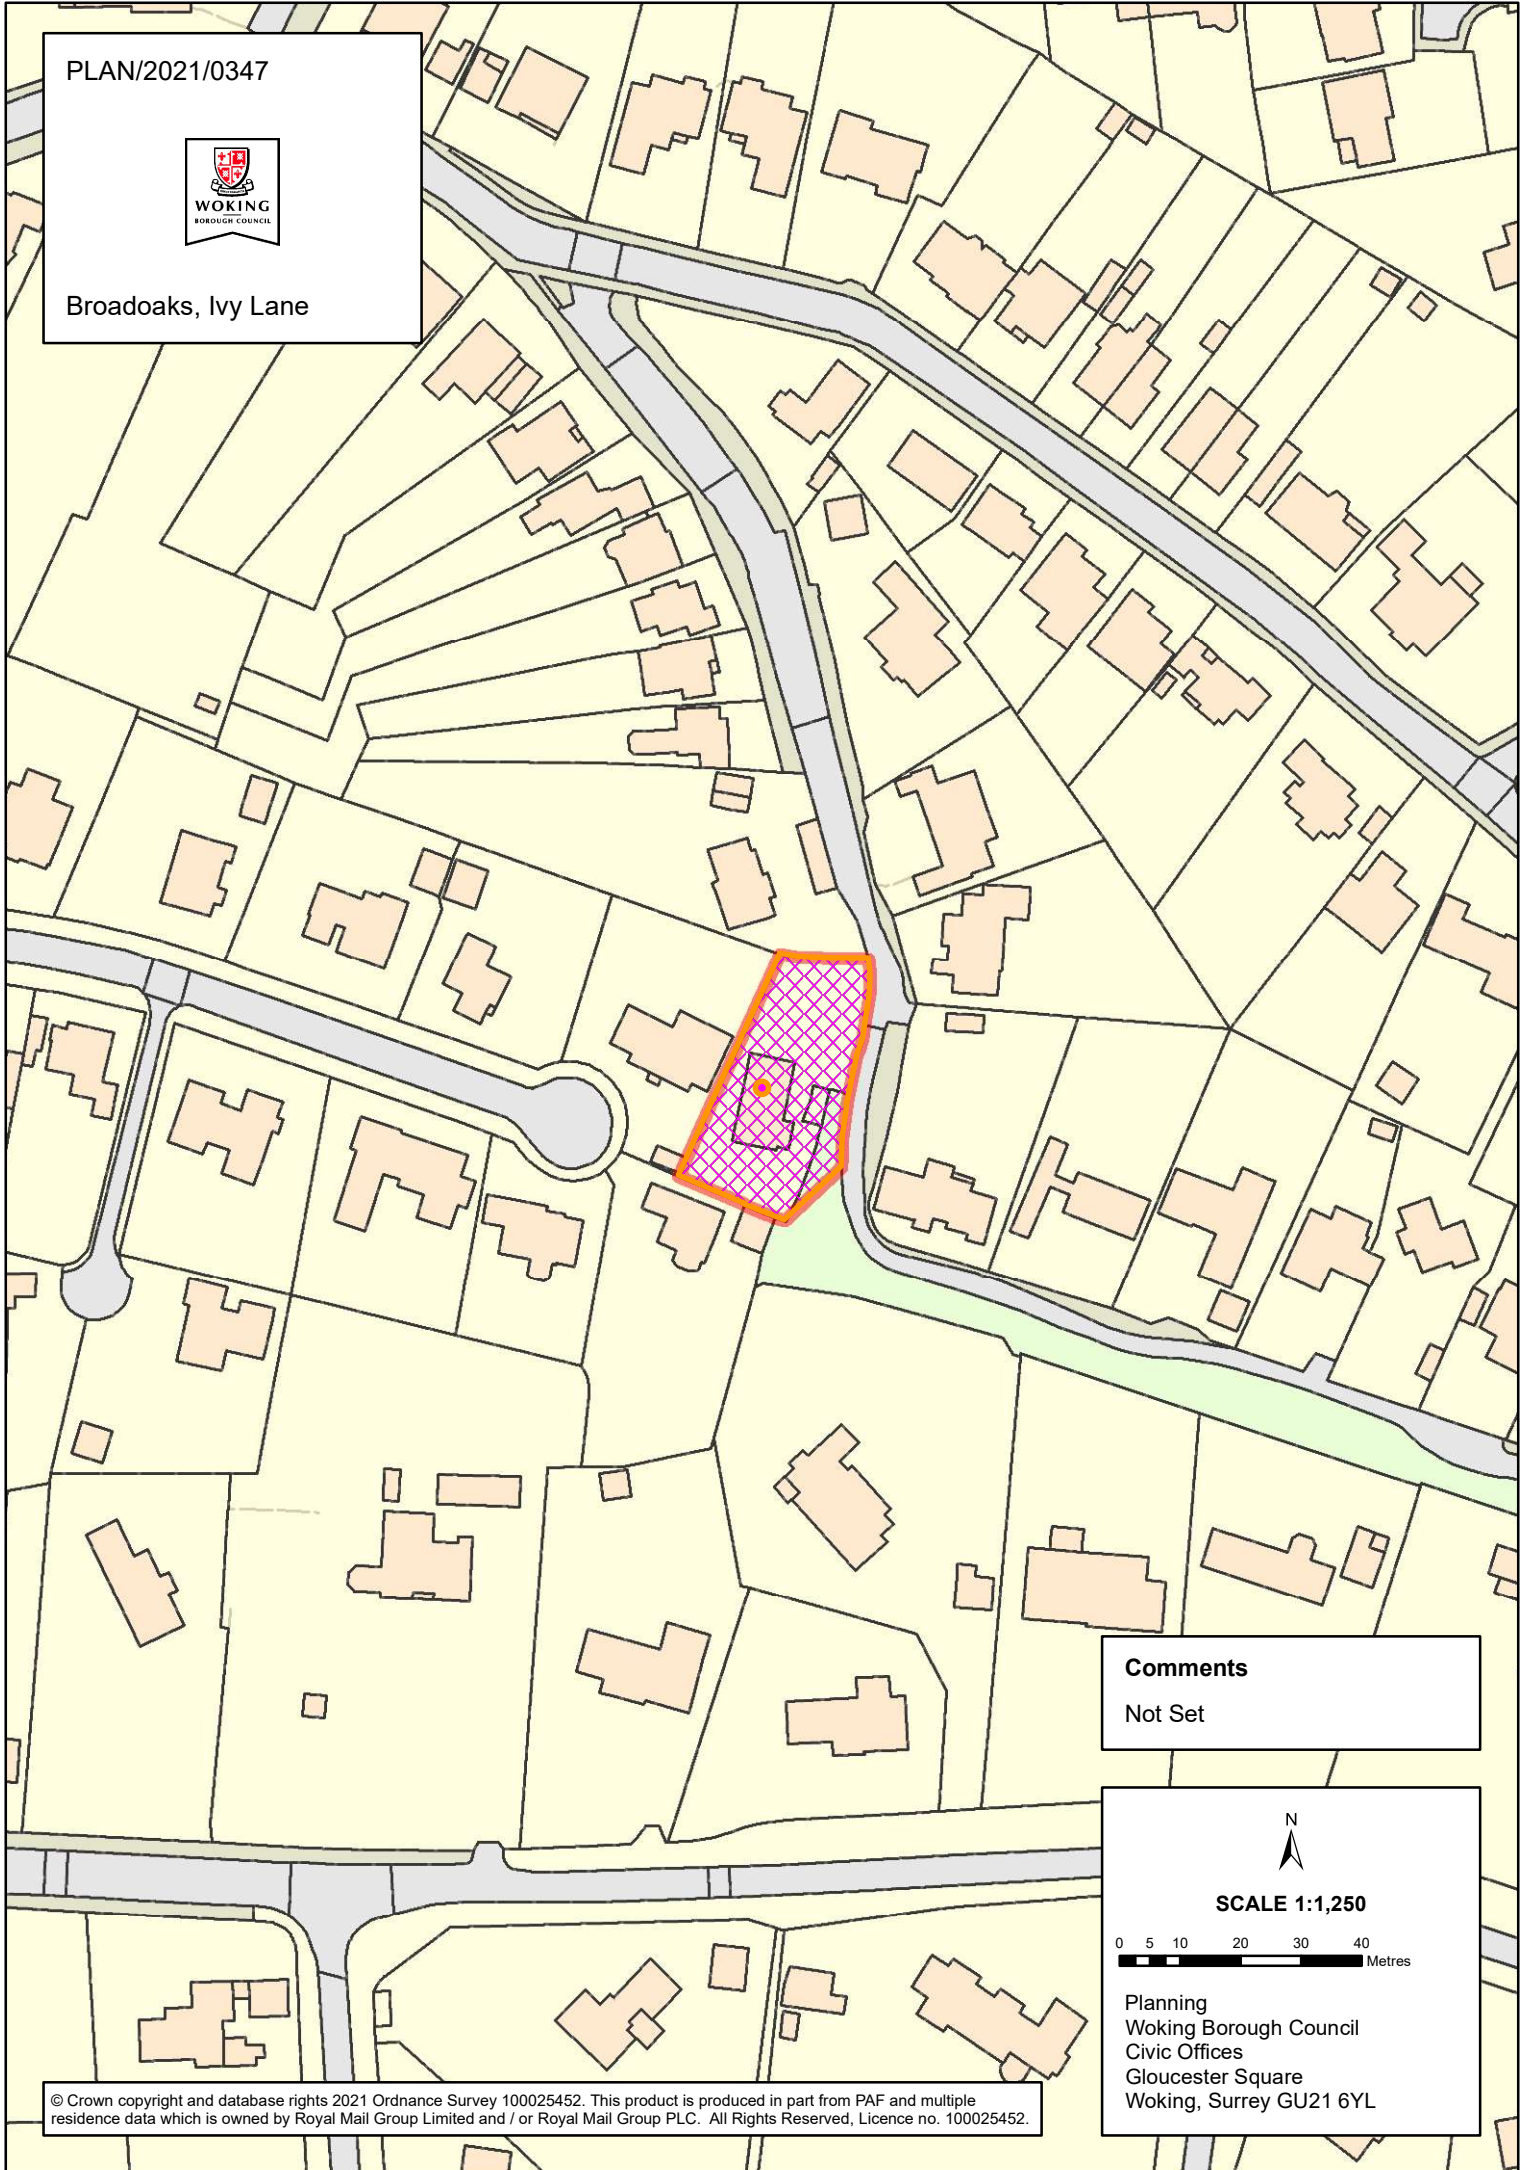 PLAN/2021/0347
WOKING
BOROUGH COUNCIL
Broadoaks, Ivy Lane
Comments
Not Set
N
SCALE 1:1,250
0 5 10 20 30 40
Metres
Planning
Woking Borough Council
Civic Offices
Gloucester Square
Woking, Surrey GU21 6YL
© Crown copyright and database rights 2021 Ordnance Survey 100025452. This product is produced in part from PAF and multiple
residence data which is owned by Royal Mail Group Limited and / or Royal Mail Group PLC. All Rights Reserved, Licence no. 100025452.